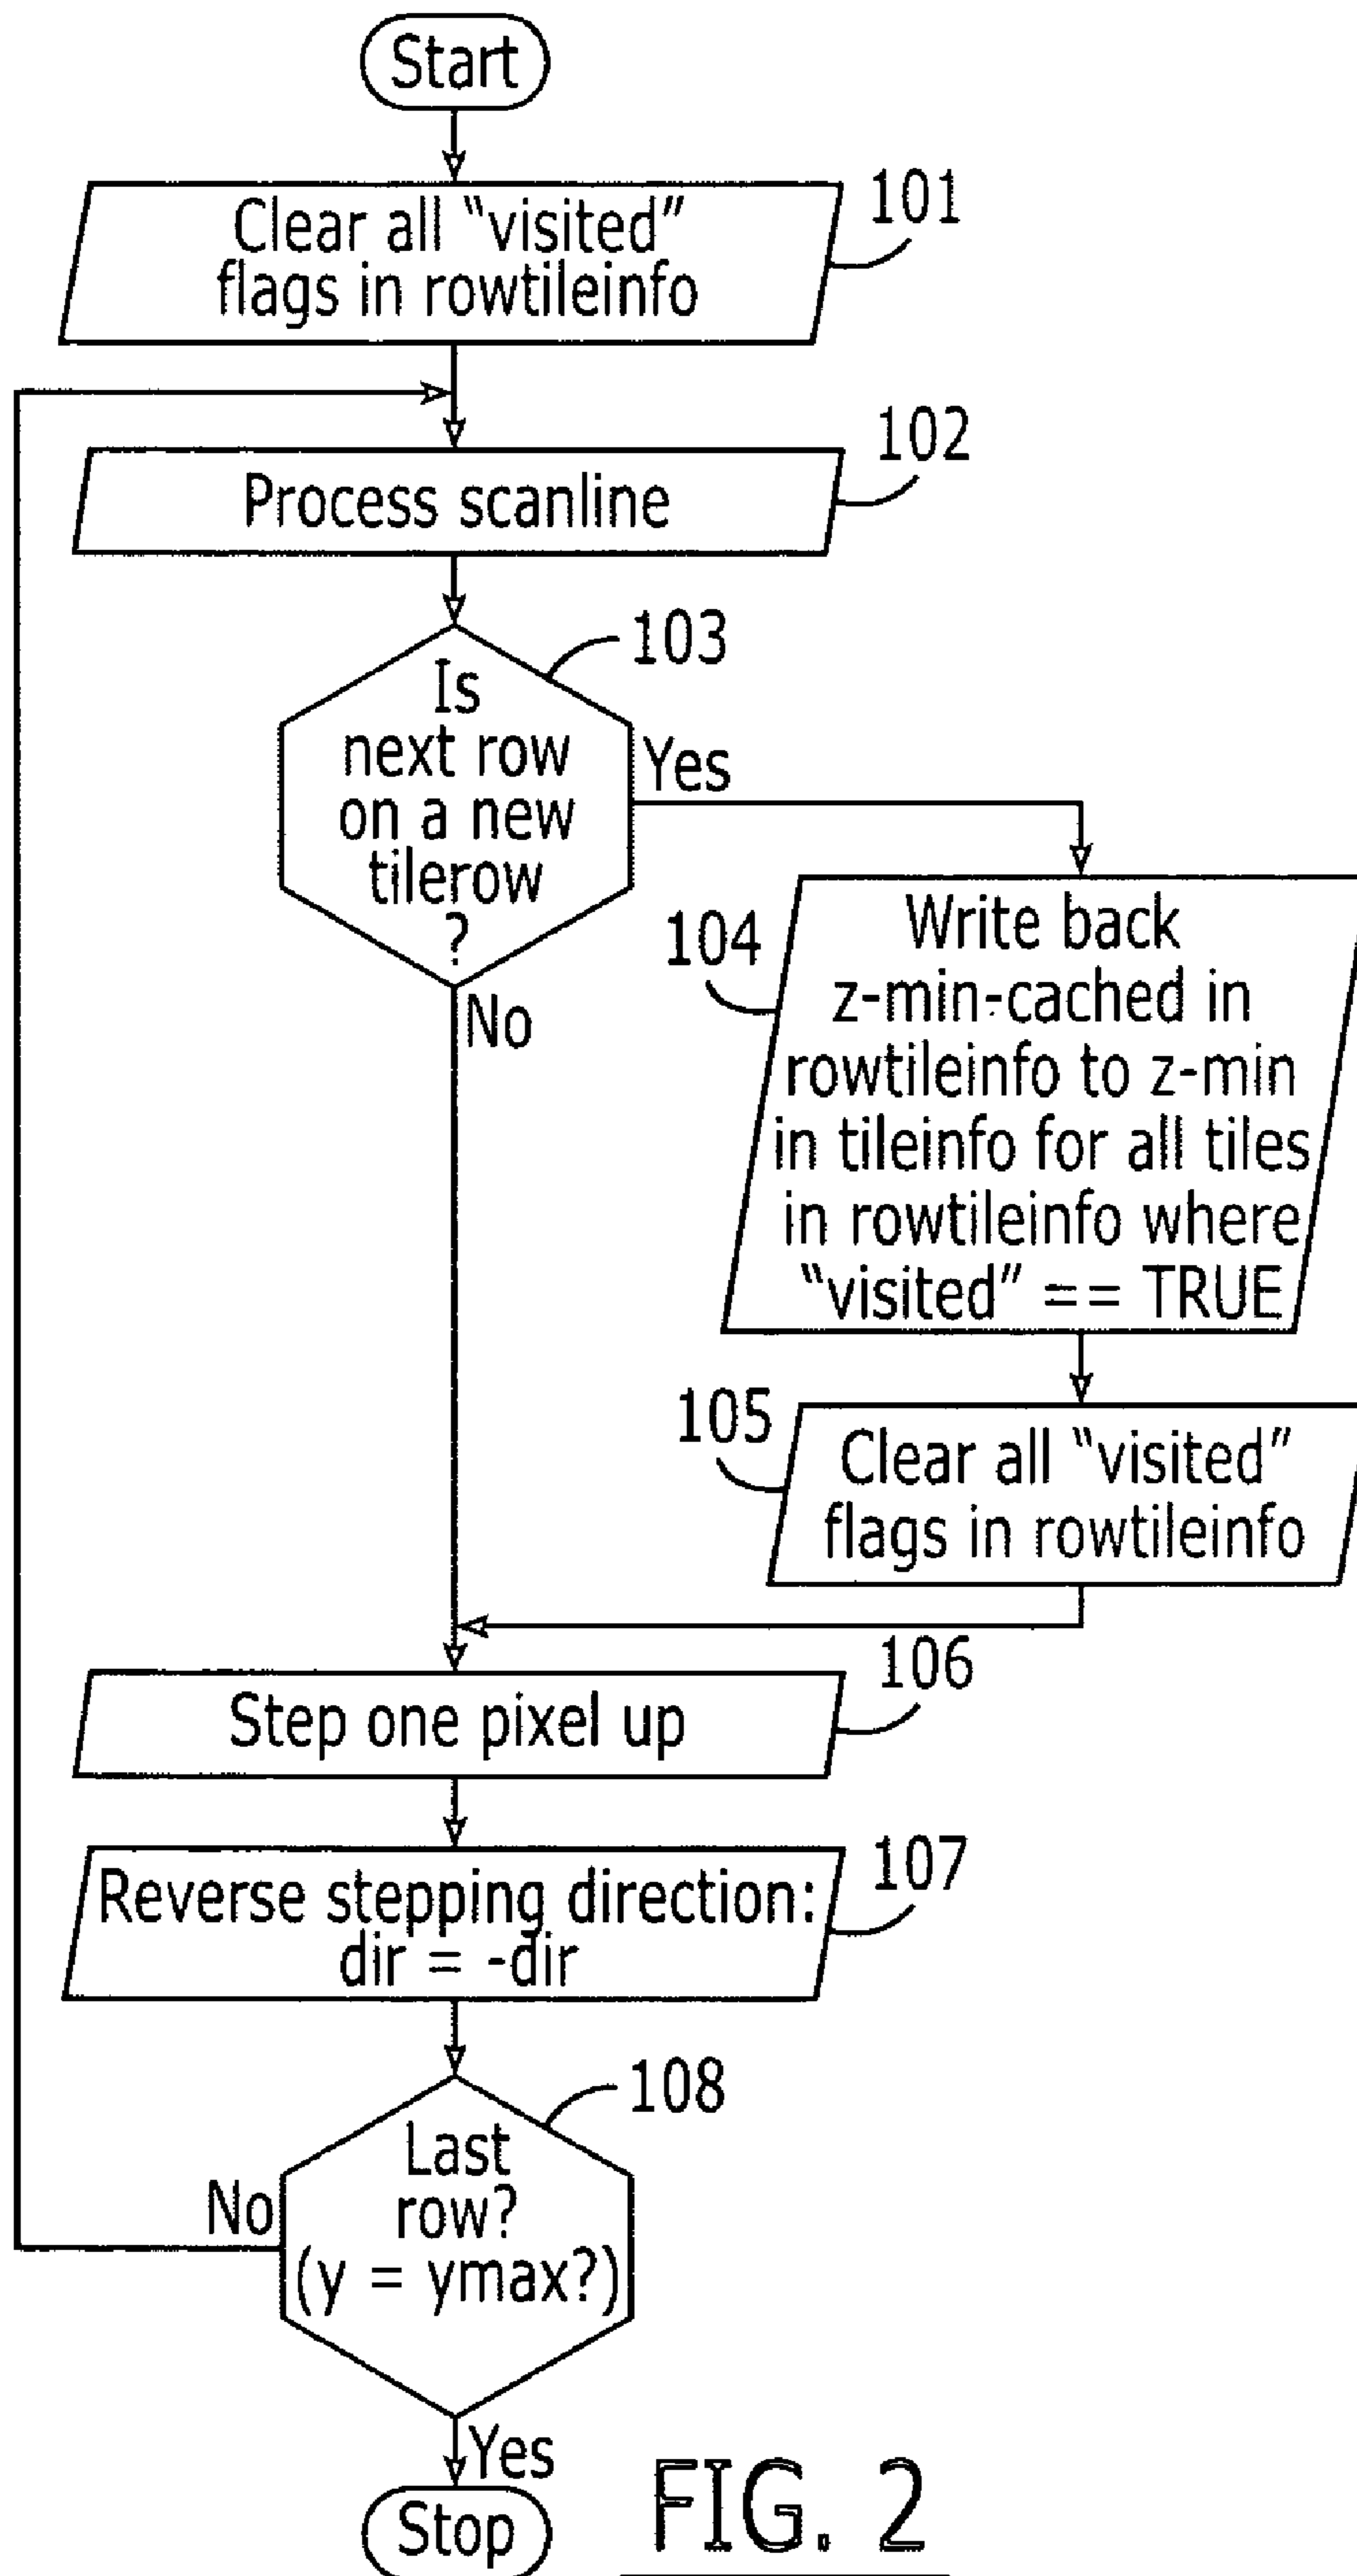 Start
Clear all “visited”
flags in rowtileinfo
101
Process scanline
102
Is
next row
on a new
tilerow
?
103
Yes
No
104
Write back
z-min-cached in
rowtileinfo to z-min
in tileinfo for all tiles
in rowtileinfo where
“visited” == TRUE
105
Clear all “visited”
flags in rowtileinfo
106
Step one pixel up
107
Reverse stepping direction:
dir = -dir
108
Last
row?
(y = ymax?)
No
Yes
Stop
FIG. 2